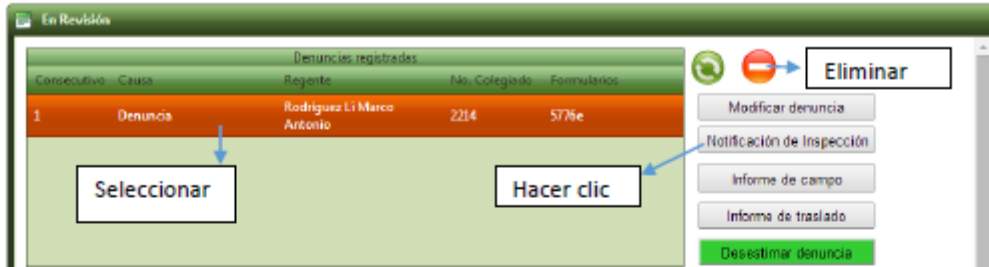 En Revisión
Denuncias registradas
Consecutivo Causa Regente No. Colegiado Formularios
1 Denuncia Rodríguez Li Marco Antonio 2214 5776e
Eliminar
Modificar denuncia
Notificación de Inspección
Informe de campo
Informe de traslado
Desestimar denuncia
Seleccionar
Hacer clic